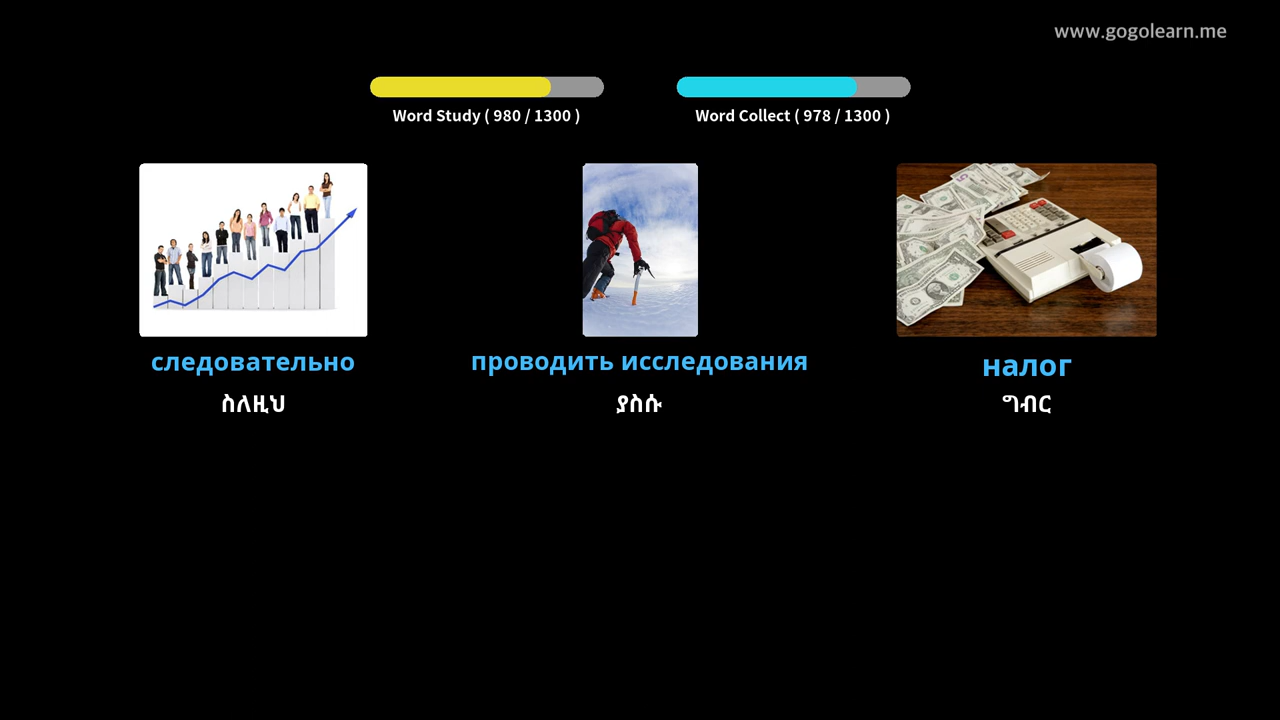 www.gogolearn.me
Word Study ( 980 / 1300 )
Word Collect ( 978 / 1300 )
следовательно
проводить исследования
налог
ስለዚህ
ያስሱ
ግብር